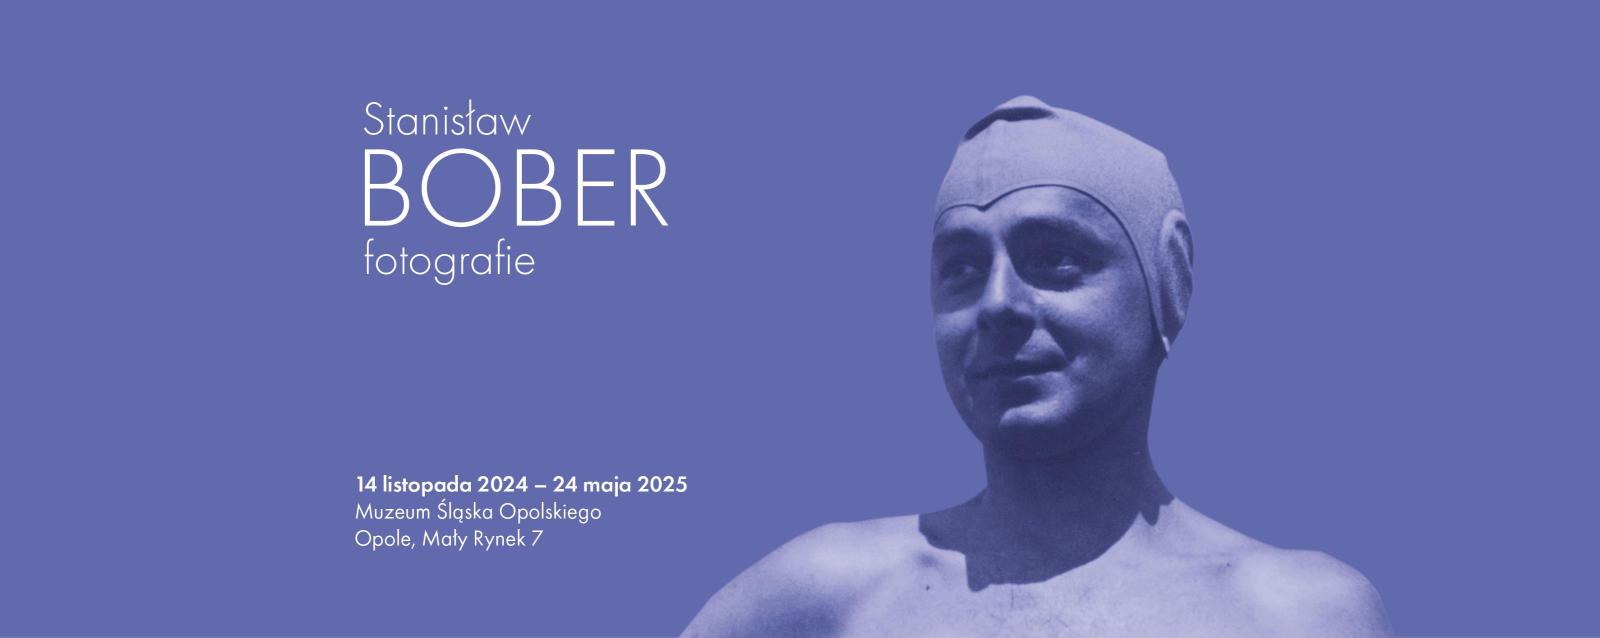 Stanisław
BOBER
fotografie
14 listopada 2024 – 24 maja 2025
Muzeum Śląska Opolskiego
Opole, Mały Rynek 7